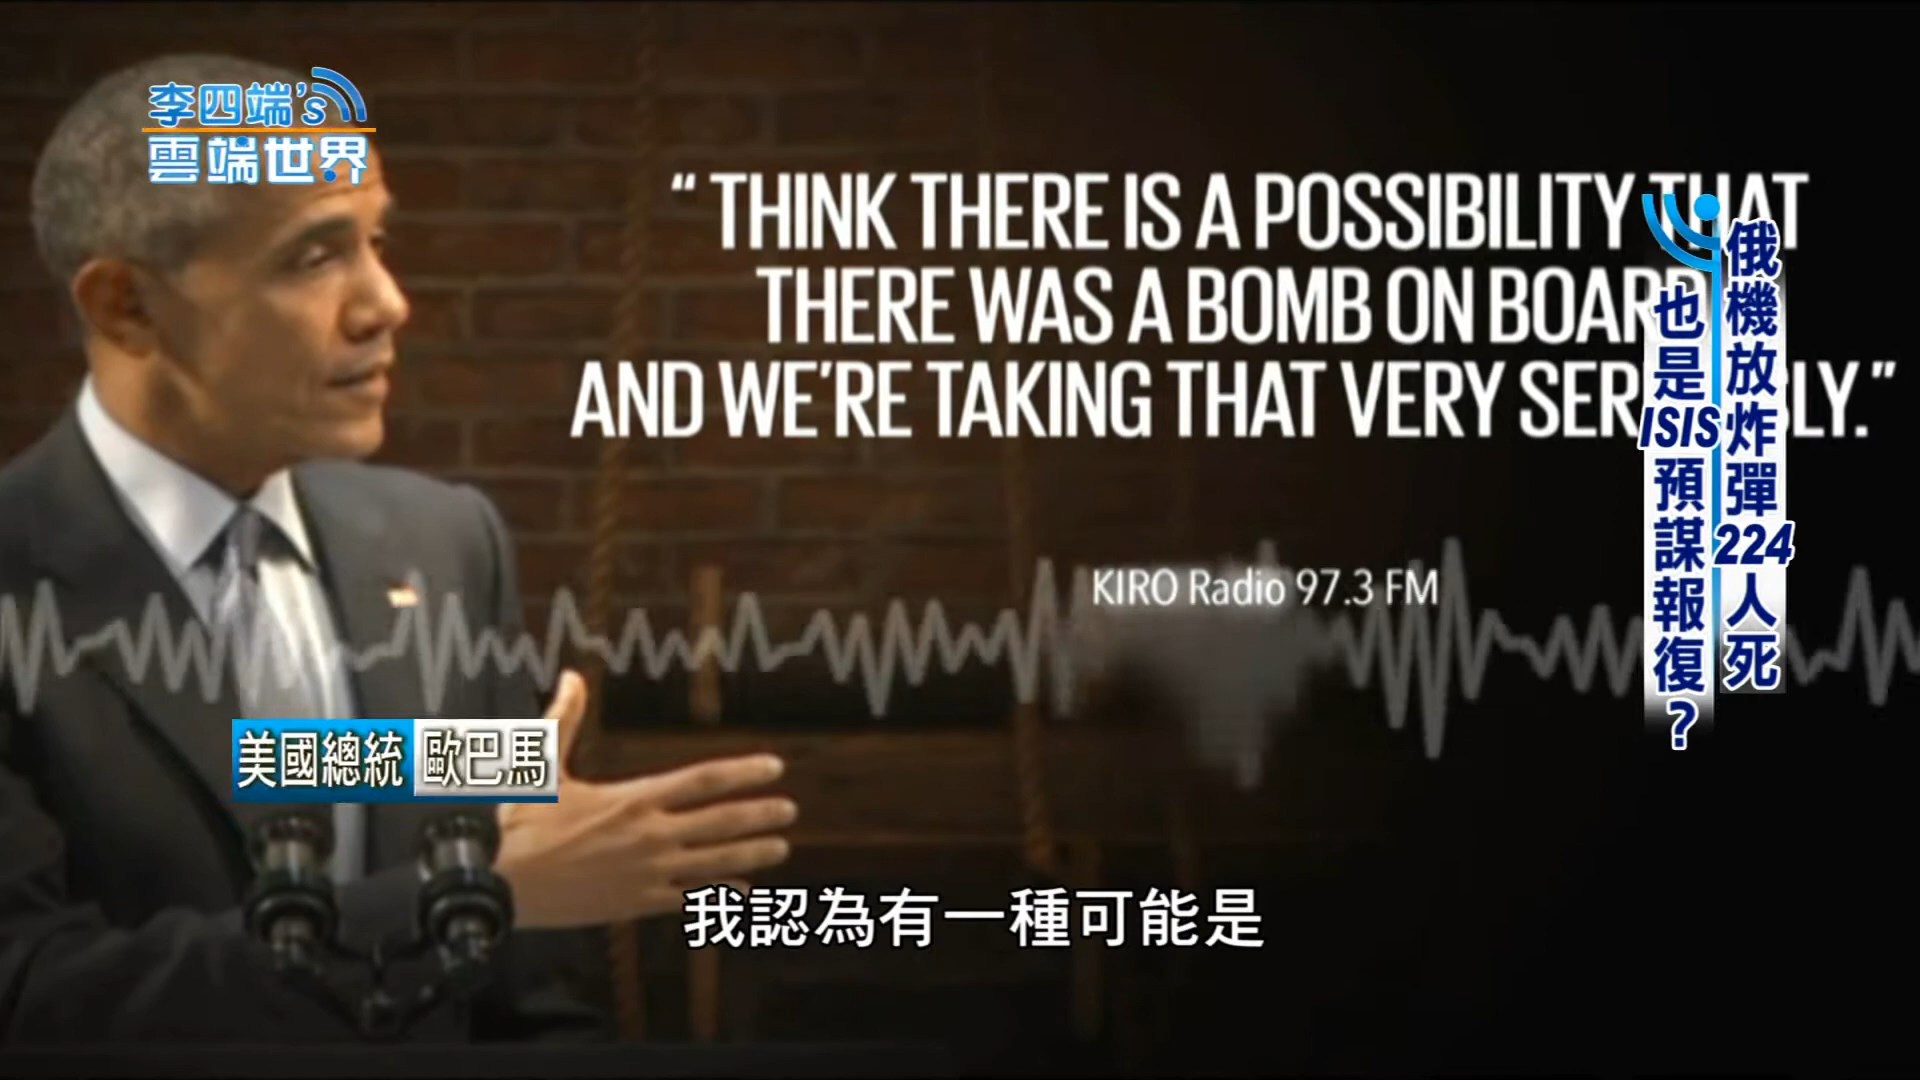 李四端's
雲端世界
“THINK THERE IS A POSSIBILITY THAT
THERE WAS A BOMB ON BOARD
AND WE'RE TAKING THAT VERY SERIOUSLY.”
KIRO Radio 97.3 FM
俄機放炸彈224人死
也是ISIS預謀報復?
美國總統 歐巴馬
我認為有一種可能是